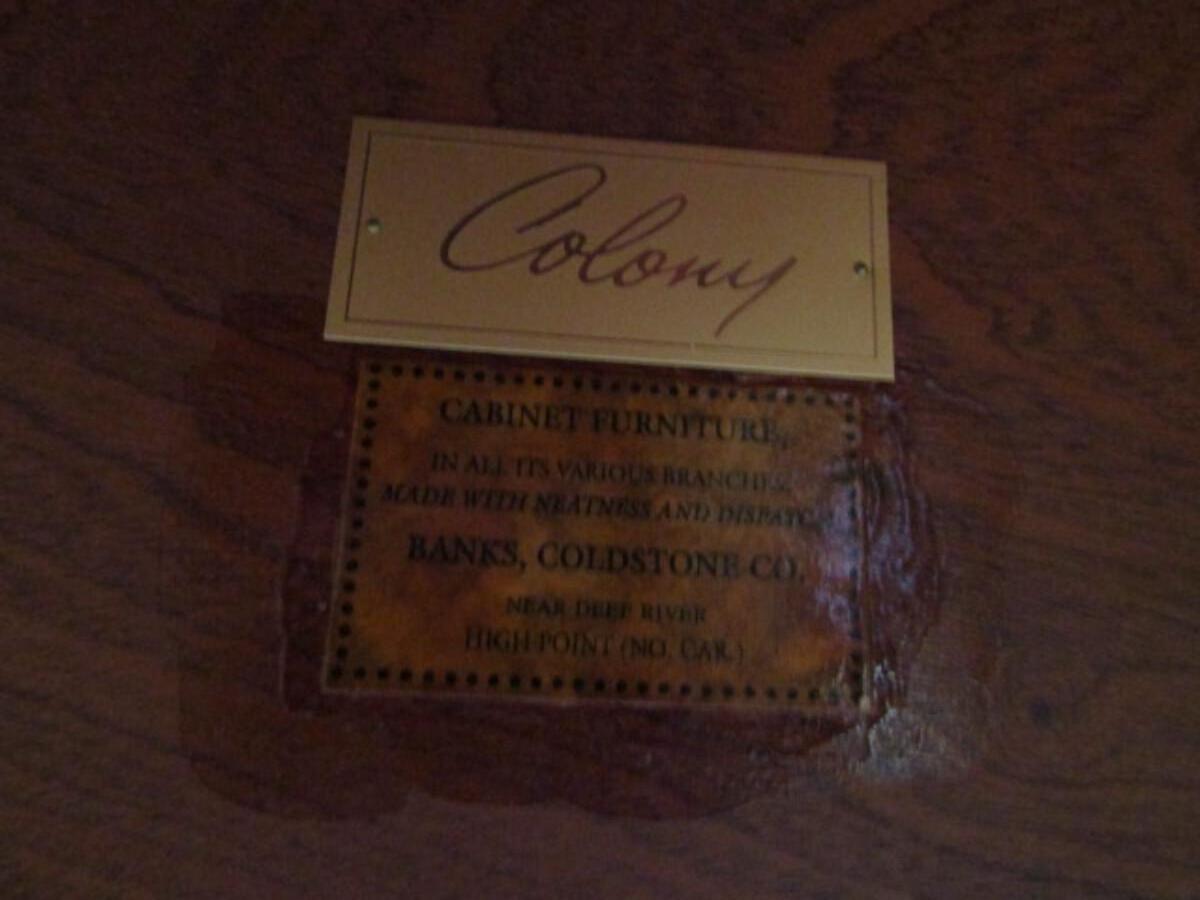 Colony
CABINET FURNITURE,
IN ALL ITS VARIOUS BRANCHES,
MADE WITH NEATNESS AND DISPATCH
BANKS, COLDSTONE CO.
NEAR DEEP RIVER
HIGH POINT (NO. CAR.)